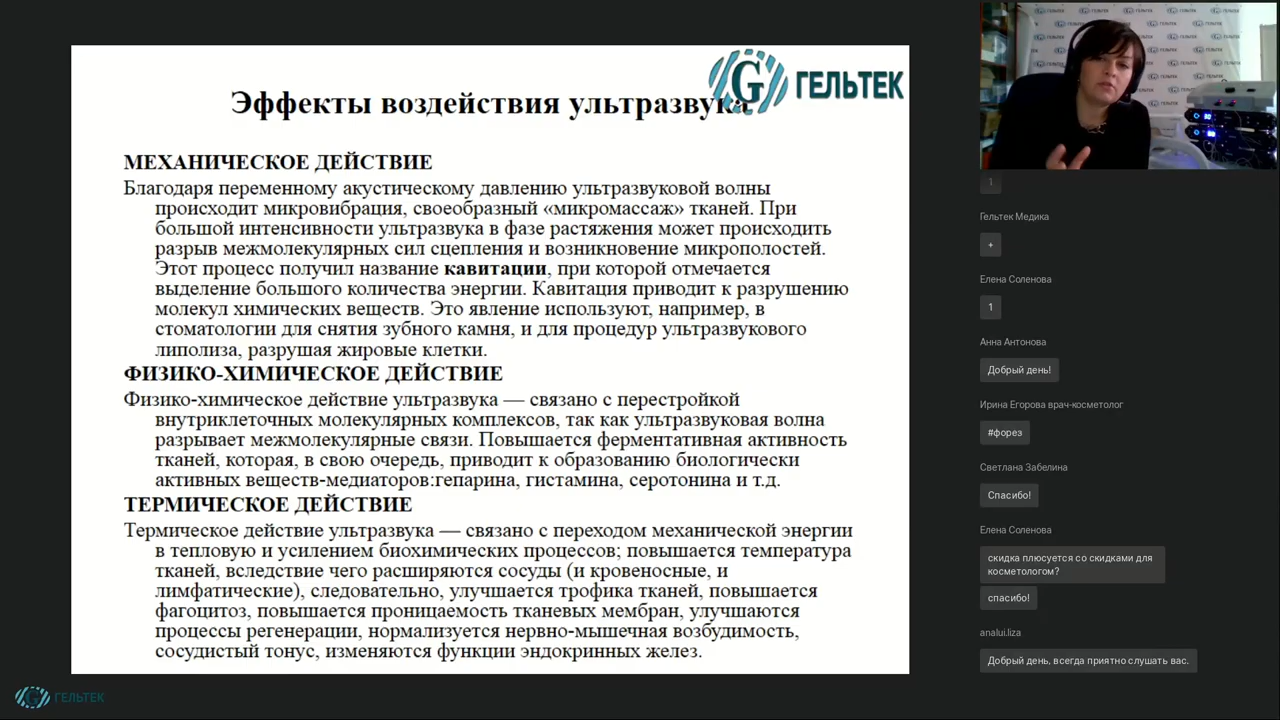 Эффекты воздействия ультразвука
ГЕЛЬТЕК
МЕХАНИЧЕСКОЕ ДЕЙСТВИЕ
Благодаря переменному акустическому давлению ультразвуковой волны
происходит микровибрация, своеобразный «микромассаж» тканей. При
большой интенсивности ультразвука в фазе растяжения может происходить
разрыв межмолекулярных сил сцепления и возникновение микрополостей.
Этот процесс получил название кавитации, при которой отмечается
выделение большого количества энергии. Кавитация приводит к разрушению
молекул химических веществ. Это явление используют, например, в
стоматологии для снятия зубного камня, и для процедур ультразвукового
липолиза, разрушая жировые клетки.
ФИЗИКО-ХИМИЧЕСКОЕ ДЕЙСТВИЕ
Физико-химическое действие ультразвука — связано с перестройкой
внутриклеточных молекулярных комплексов, так как ультразвуковая волна
разрывает межмолекулярные связи. Повышается ферментативная активность
тканей, которая, в свою очередь, приводит к образованию биологически
активных веществ-медиаторов:гепарина, гистамина, серотонина и т.д.
ТЕРМИЧЕСКОЕ ДЕЙСТВИЕ
Термическое действие ультразвука — связано с переходом механической энергии
в тепловую и усилением биохимических процессов; повышается температура
тканей, вследствие чего расширяются сосуды (и кровеносные, и
лимфатические), следовательно, улучшается трофика тканей, повышается
фагоцитоз, повышается проницаемость тканевых мембран, улучшаются
процессы регенерации, нормализуется нервно-мышечная возбудимость,
сосудистый тонус, изменяются функции эндокринных желез.
ГЕЛЬТЕК
1
Гельтек Медика
+
Елена Соленова
1
Анна Антонова
Добрый день!
Ирина Егорова врач-косметолог
#форез
Светлана Забелина
Спасибо!
Елена Соленова
скидка плюсуется со скидками для
косметологом?
спасибо!
analui.liza
Добрый день, всегда приятно слушать вас.